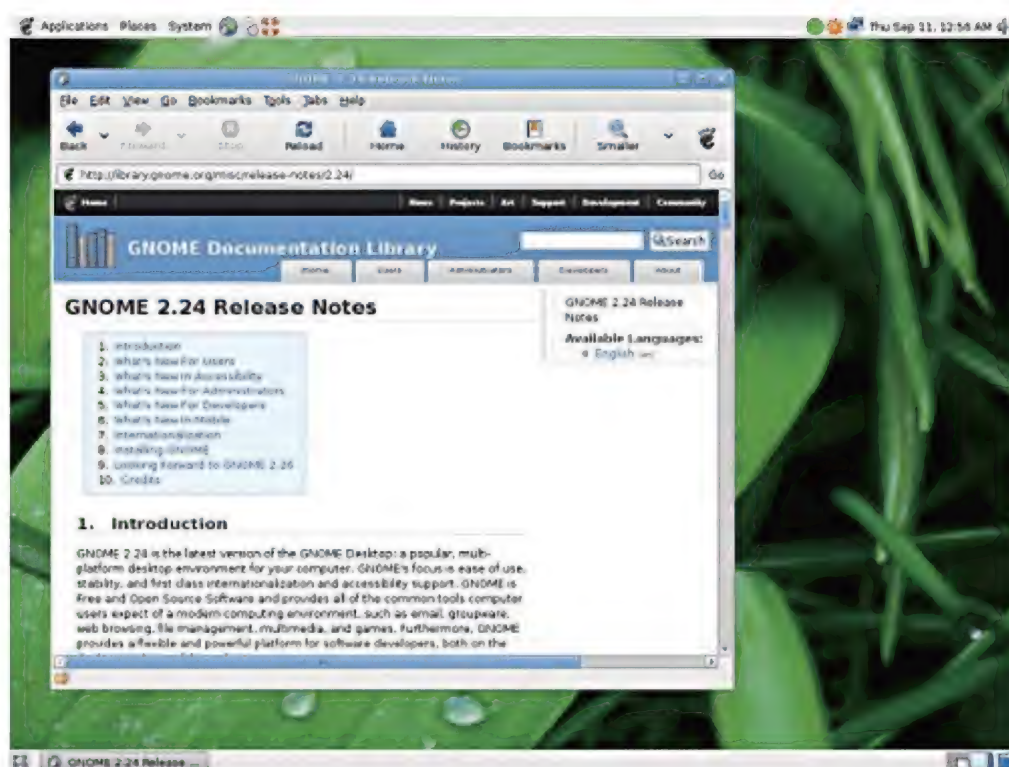 Applications Places System
Thu Sep 11, 12:56 AM
GNOME 2.24 Release Notes
File Edit View Go Bookmarks Tools Tabs Help
Back Forward Stop Reload Home History Bookmarks Smaller
http://library.gnome.org/misc/release-notes/2.24/ Go
Home News Projects Art Support Development Community
GNOME Documentation Library Search
Home Users Administrators Developers About
GNOME 2.24 Release Notes
1. Introduction
2. What's New For Users
3. What's New In Accessibility
4. What's New For Administrators
5. What's New For Developers
6. What's New In Mobile
7. Internationalization
8. Installing GNOME
9. Looking Forward to GNOME 2.26
10. Credits
GNOME 2.24 Release
Notes
Available Languages:
English
1. Introduction
GNOME 2.24 is the latest version of the GNOME Desktop: a popular, multi-
platform desktop environment for your computer. GNOME's focus is ease of use,
stability, and first class internationalization and accessibility support. GNOME is
Free and Open Source Software and provides all of the common tools computer
users expect of a modern computing environment, such as email, groupware,
web browsing, file management, multimedia, and games. Furthermore, GNOME
provides a flexible and powerful platform for software developers, both on the
GNOME 2.24 Release ...